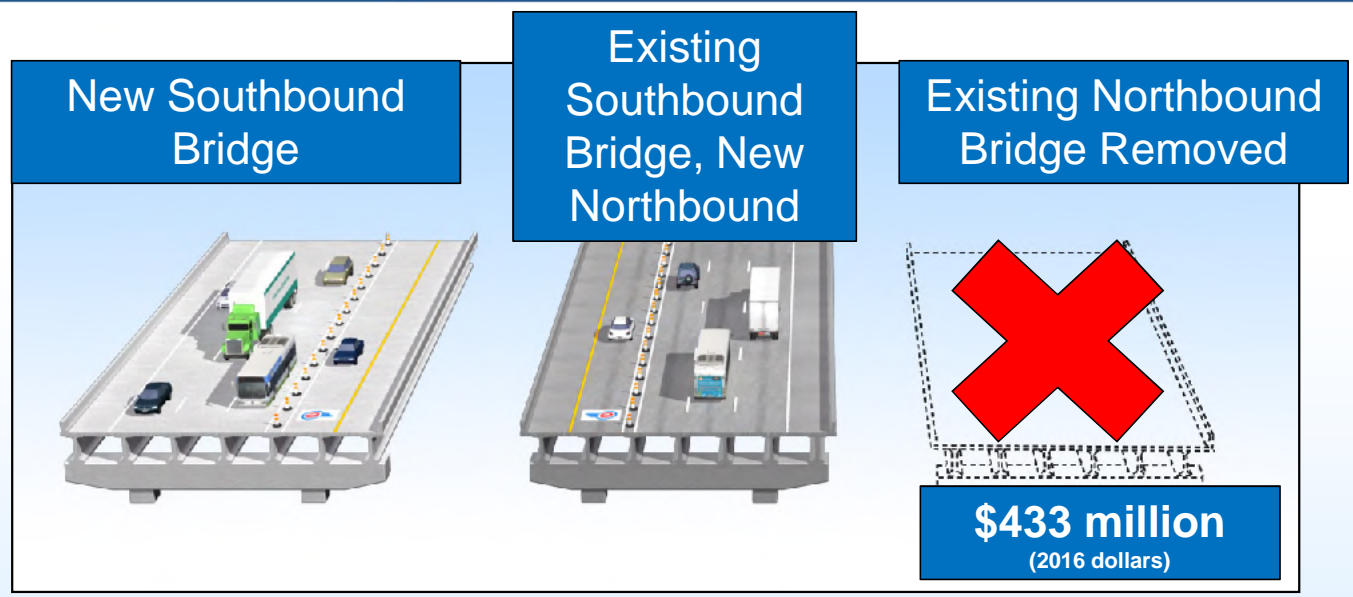 New Southbound
Bridge
Existing
Southbound
Bridge, New
Northbound
Existing Northbound
Bridge Removed
$433 million
(2016 dollars)